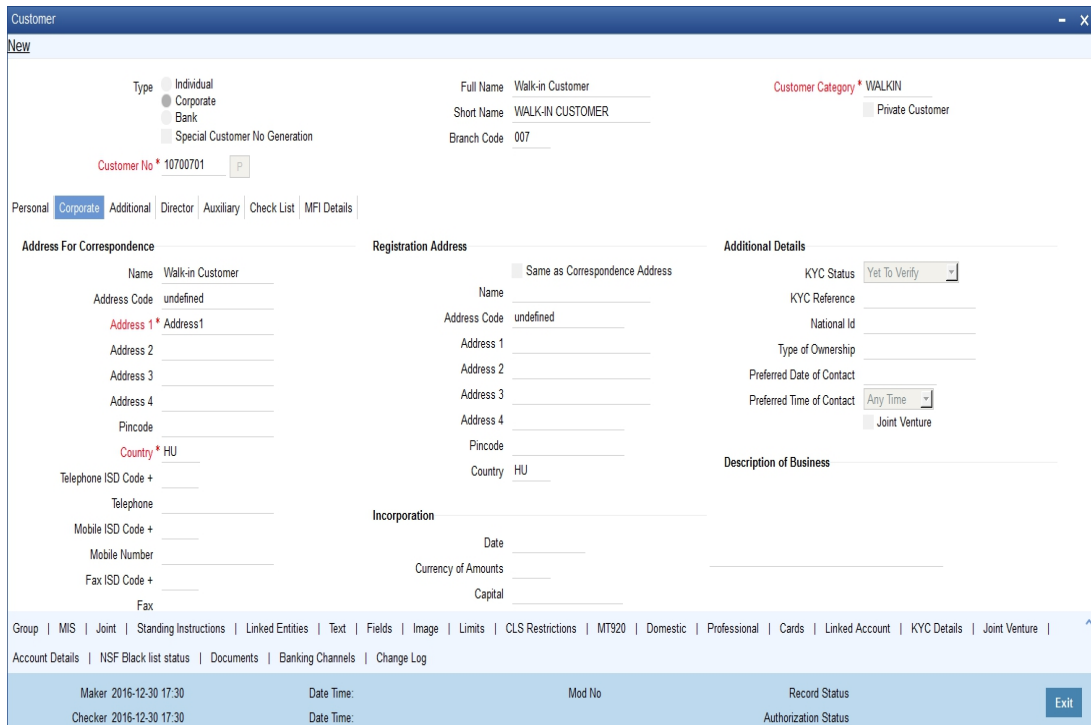 Customer - x
New
Type Individual Full Name Walk-in Customer Customer Category * WALKIN
Corporate Short Name WALK-IN CUSTOMER Private Customer
Bank Branch Code 007
Special Customer No Generation
Customer No * 10700701 P
Personal Corporate Additional Director Auxiliary Check List MFI Details
Address For Correspondence
Name Walk-in Customer
Address Code undefined
Address 1 * Address1
Address 2
Address 3
Address 4
Pincode
Country * HU
Telephone ISD Code +
Telephone
Mobile ISD Code +
Mobile Number
Fax ISD Code +
Fax
Registration Address
Same as Correspondence Address
Name
Address Code undefined
Address 1
Address 2
Address 3
Address 4
Pincode
Country HU
Incorporation
Date
Currency of Amounts
Capital
Additional Details
KYC Status Yet To Verify
KYC Reference
National Id
Type of Ownership
Preferred Date of Contact
Preferred Time of Contact Any Time
Joint Venture
Description of Business
Group | MIS | Joint | Standing Instructions | Linked Entities | Text | Fields | Image | Limits | CLS Restrictions | MT920 | Domestic | Professional | Cards | Linked Account | KYC Details | Joint Venture |
Account Details | NSF Black list status | Documents | Banking Channels | Change Log
Maker 2016-12-30 17:30 Date Time: Mod No Record Status
Checker 2016-12-30 17:30 Date Time: Authorization Status
Exit